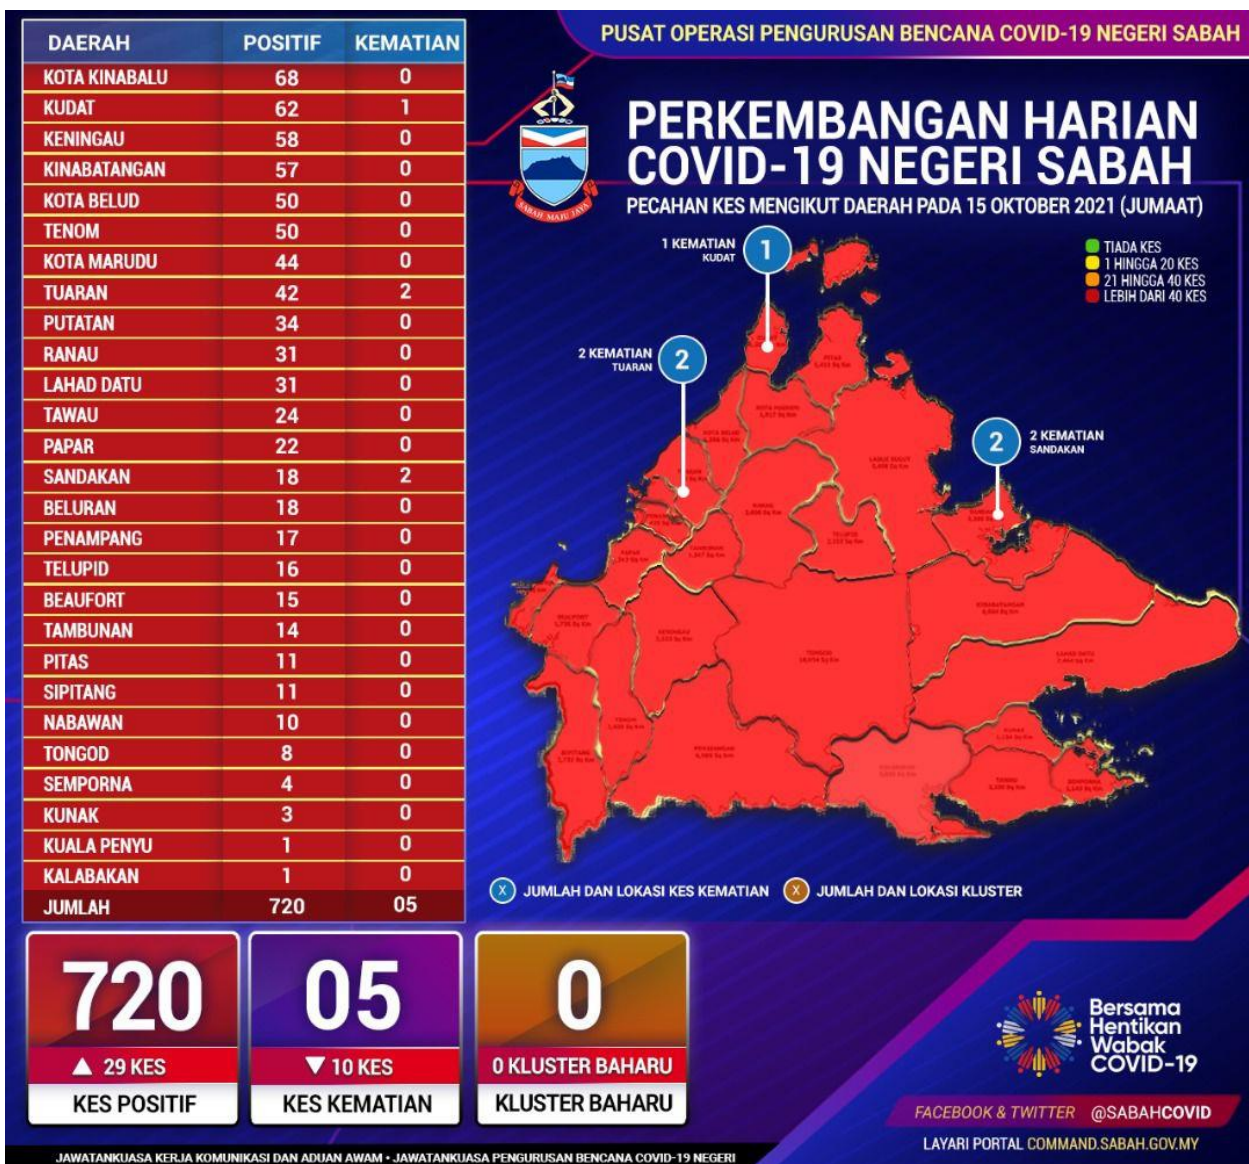 DAERAH POSITIF KEMATIAN
KOTA KINABALU 68 0
KUDAT 62 1
KENINGAU 58 0
KINABATANGAN 57 0
KOTA BELUD 50 0
TENOM 50 0
KOTA MARUDU 44 0
TUARAN 42 2
PUTATAN 34 0
RANAU 31 0
LAHAD DATU 31 0
TAWAU 24 0
PAPAR 22 0
SANDAKAN 18 2
BELURAN 18 0
PENAMPANG 17 0
TELUPID 16 0
BEAUFORT 15 0
TAMBUNAN 14 0
PITAS 11 0
SIPITANG 11 0
NABAWAN 10 0
TONGOD 8 0
SEMPORNA 4 0
KUNAK 3 0
KUALA PENYU 1 0
KALABAKAN 1 0
JUMLAH 720 05
PUSAT OPERASI PENGURUSAN BENCANA COVID-19 NEGERI SABAH
SABAH MAJU JAYA
PERKEMBANGAN HARIAN
COVID-19 NEGERI SABAH
PECAHAN KES MENGIKUT DAERAH PADA 15 OKTOBER 2021 (JUMAAT)
TIADA KES
1 HINGGA 20 KES
21 HINGGA 40 KES
LEBIH DARI 40 KES
1 KEMATIAN
KUDAT
1
2 KEMATIAN
TUARAN
2
2
2 KEMATIAN
SANDAKAN
X JUMLAH DAN LOKASI KES KEMATIAN X JUMLAH DAN LOKASI KLUSTER
720
▲ 29 KES
KES POSITIF
05
▼ 10 KES
KES KEMATIAN
0
0 KLUSTER BAHARU
KLUSTER BAHARU
Bersama
Hentikan
Wabak
COVID-19
FACEBOOK & TWITTER @SABAHCOVID
LAYARI PORTAL COMMAND.SABAH.GOV.MY
JAWATANKUASA KERJA KOMUNIKASI DAN ADUAN AWAM • JAWATANKUASA PENGURUSAN BENCANA COVID-19 NEGERI